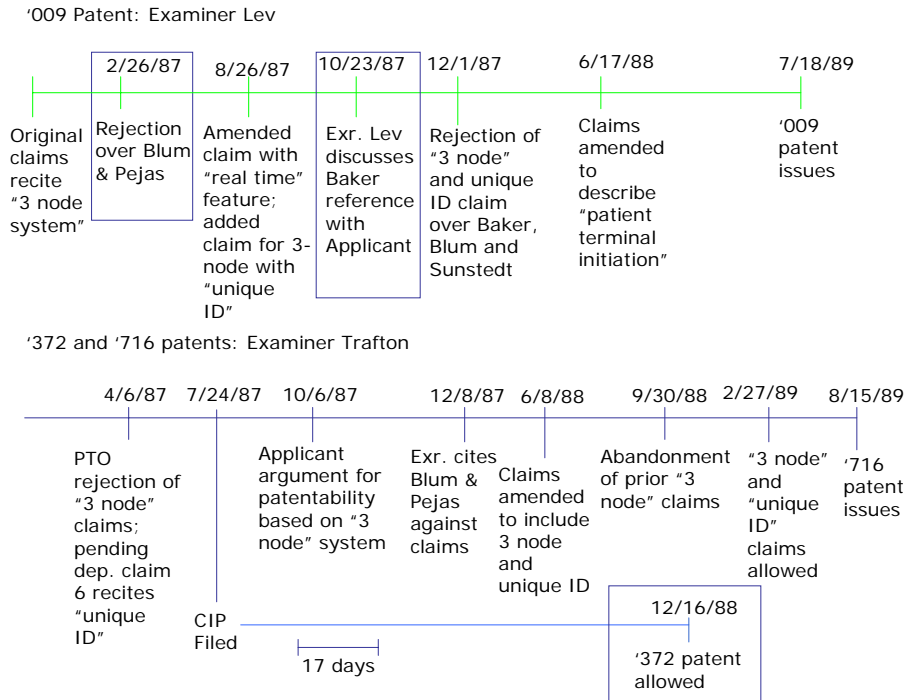 '009 Patent: Examiner Lev
2/26/87
8/26/87
10/23/87
12/1/87
6/17/88
7/18/89
Original
claims
recite
“3 node
system”
Rejection
over Blum
& Pejas
Amended
claim with
“real time”
feature;
added
claim for 3-
node with
“unique
ID”
Exr. Lev
discusses
Baker
reference
with
Applicant
Rejection of
“3 node”
and unique
ID claim
over Baker,
Blum and
Sunstedt
Claims
amended
to
describe
“patient
terminal
initiation”
'009
patent
issues
'372 and '716 patents: Examiner Trafton
4/6/87
7/24/87
10/6/87
12/8/87
6/8/88
9/30/88
2/27/89
8/15/89
PTO
rejection of
“3 node”
claims;
pending
dep. claim
6 recites
“unique
ID”
CIP
Filed
Applicant
argument for
patentability
based on “3
node” system
Exr. cites
Blum &
Pejas
against
claims
Claims
amended
to include
3 node
and
unique ID
Abandonment
of prior “3
node” claims
“3 node”
and
“unique
ID”
claims
allowed
'716
patent
issues
17 days
12/16/88
'372 patent
allowed